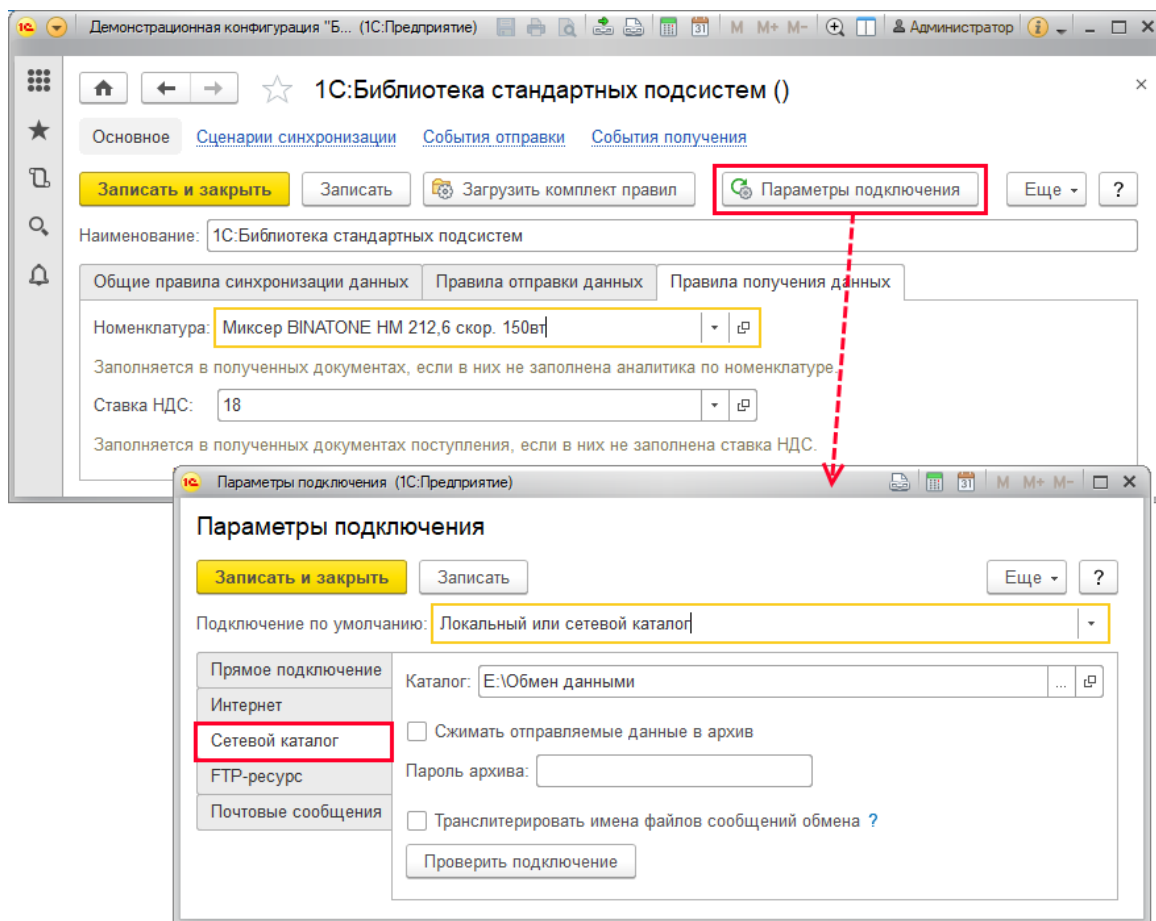 1С Демонстрационная конфигурация "Б... (1С:Предприятие) 31 M M+ M- Администратор
1С:Библиотека стандартных подсистем ()
Основное Сценарии синхронизации События отправки События получения
Записать и закрыть Записать Загрузить комплект правил Параметры подключения Еще ?
Наименование: 1С:Библиотека стандартных подсистем
Общие правила синхронизации данных Правила отправки данных Правила получения данных
Номенклатура: Миксер BINATONE HM 212,6 скор. 150вт
Заполняется в полученных документах, если в них не заполнена аналитика по номенклатуре.
Ставка НДС: 18
Заполняется в полученных документах поступления, если в них не заполнена ставка НДС.
1С Параметры подключения (1С:Предприятие) 31 M M+ M-
Параметры подключения
Записать и закрыть Записать Еще ?
Подключение по умолчанию: Локальный или сетевой каталог
Прямое подключение
Каталог: E:\Обмен данными ...
Интернет
Сжимать отправляемые данные в архив
Сетевой каталог
Пароль архива:
FTP-ресурс
Почтовые сообщения
Транслитерировать имена файлов сообщений обмена ?
Проверить подключение